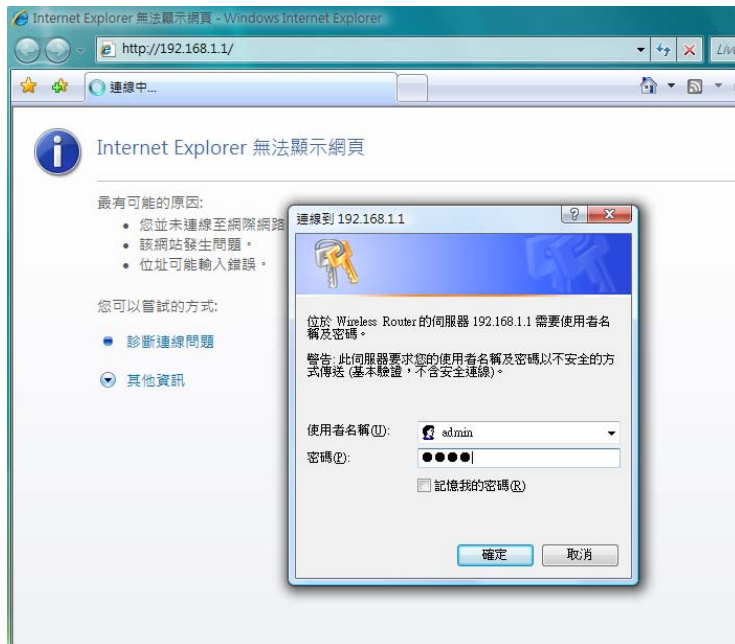 Internet Explorer 無法顯示網頁 - Windows Internet Explorer
http://192.168.1.1/
連線中...
Internet Explorer 無法顯示網頁
最有可能的原因:
• 您並未連線至網際網路
• 該網站發生問題。
• 位址可能輸入錯誤。
您可以嘗試的方式:
診斷連線問題
其他資訊
連線到 192.168.1.1
位於 Wireless Router 的伺服器 192.168.1.1 需要使用者名
稱及密碼。
警告: 此伺服器要求您的使用者名稱及密碼以不安全的方
式傳送 (基本驗證，不含安全連線)。
使用者名稱(U):
admin
密碼(P):
●●●●
記憶我的密碼(R)
確定
取消